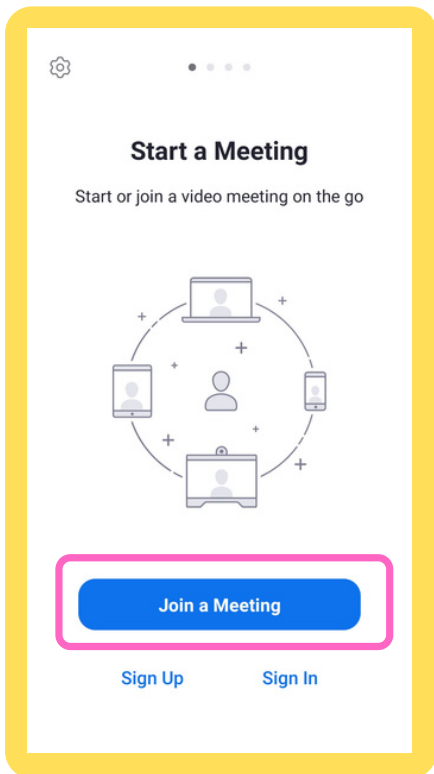 Start a Meeting
Start or join a video meeting on the go
Join a Meeting
Sign Up Sign In